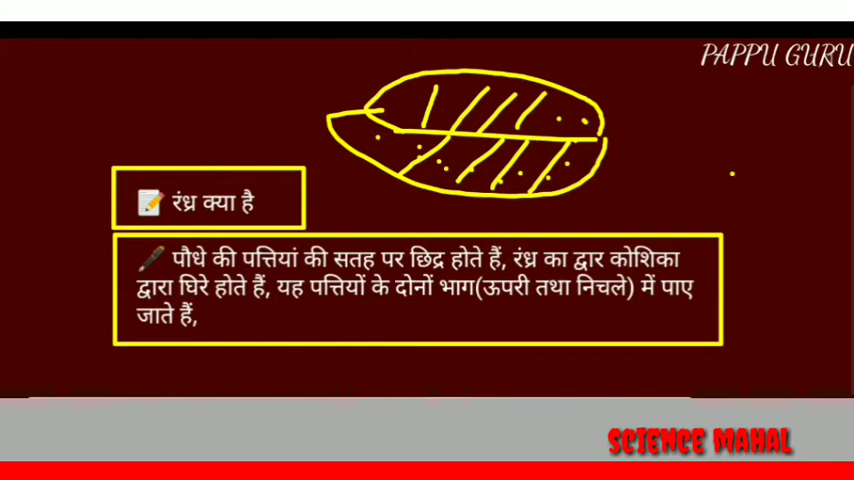 PAPPU GURU
📝 रंध्र क्या है
🖋️ पौधे की पत्तियां की सतह पर छिद्र होते हैं, रंध्र का द्वार कोशिका
द्वारा घिरे होते हैं, यह पत्तियों के दोनों भाग(ऊपरी तथा निचले) में पाए
जाते हैं,
SCIENCE MAHAL